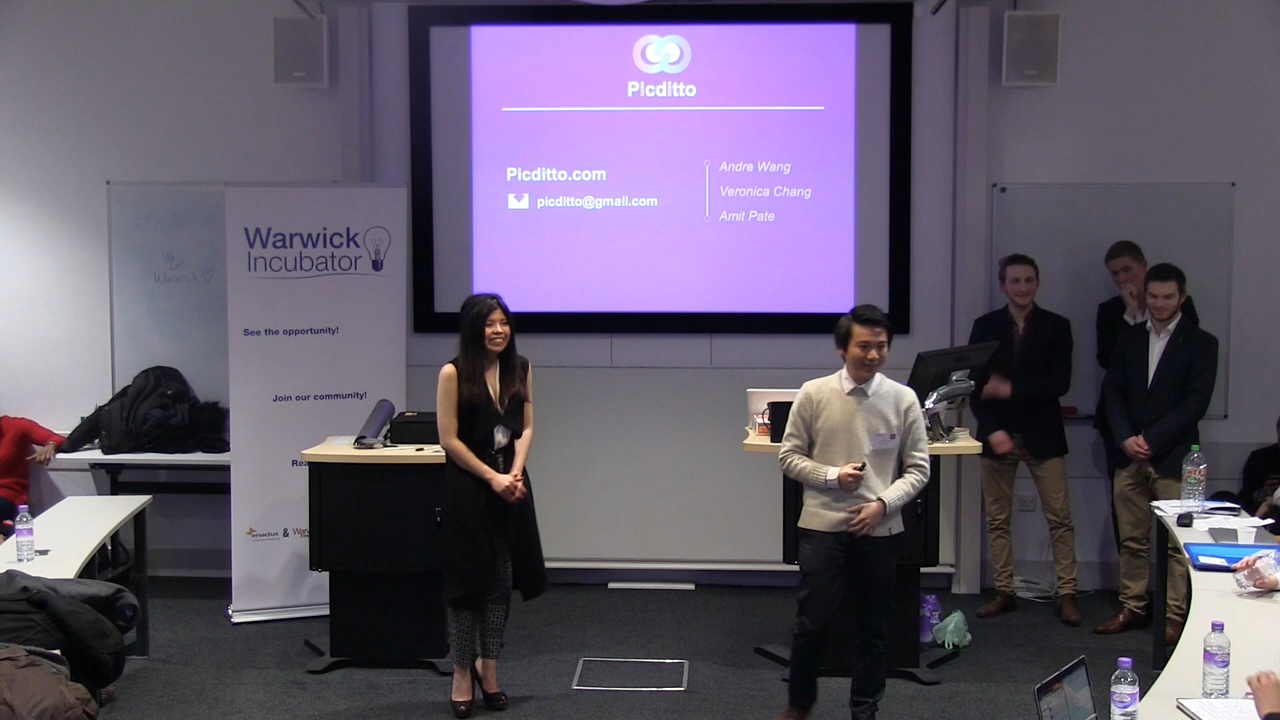 Picditto
Picditto.com
picditto@gmail.com
Andre Wang
Veronica Chang
Amit Pate
Warwick
Incubator
See the opportunity!
Join our community!
enactus &